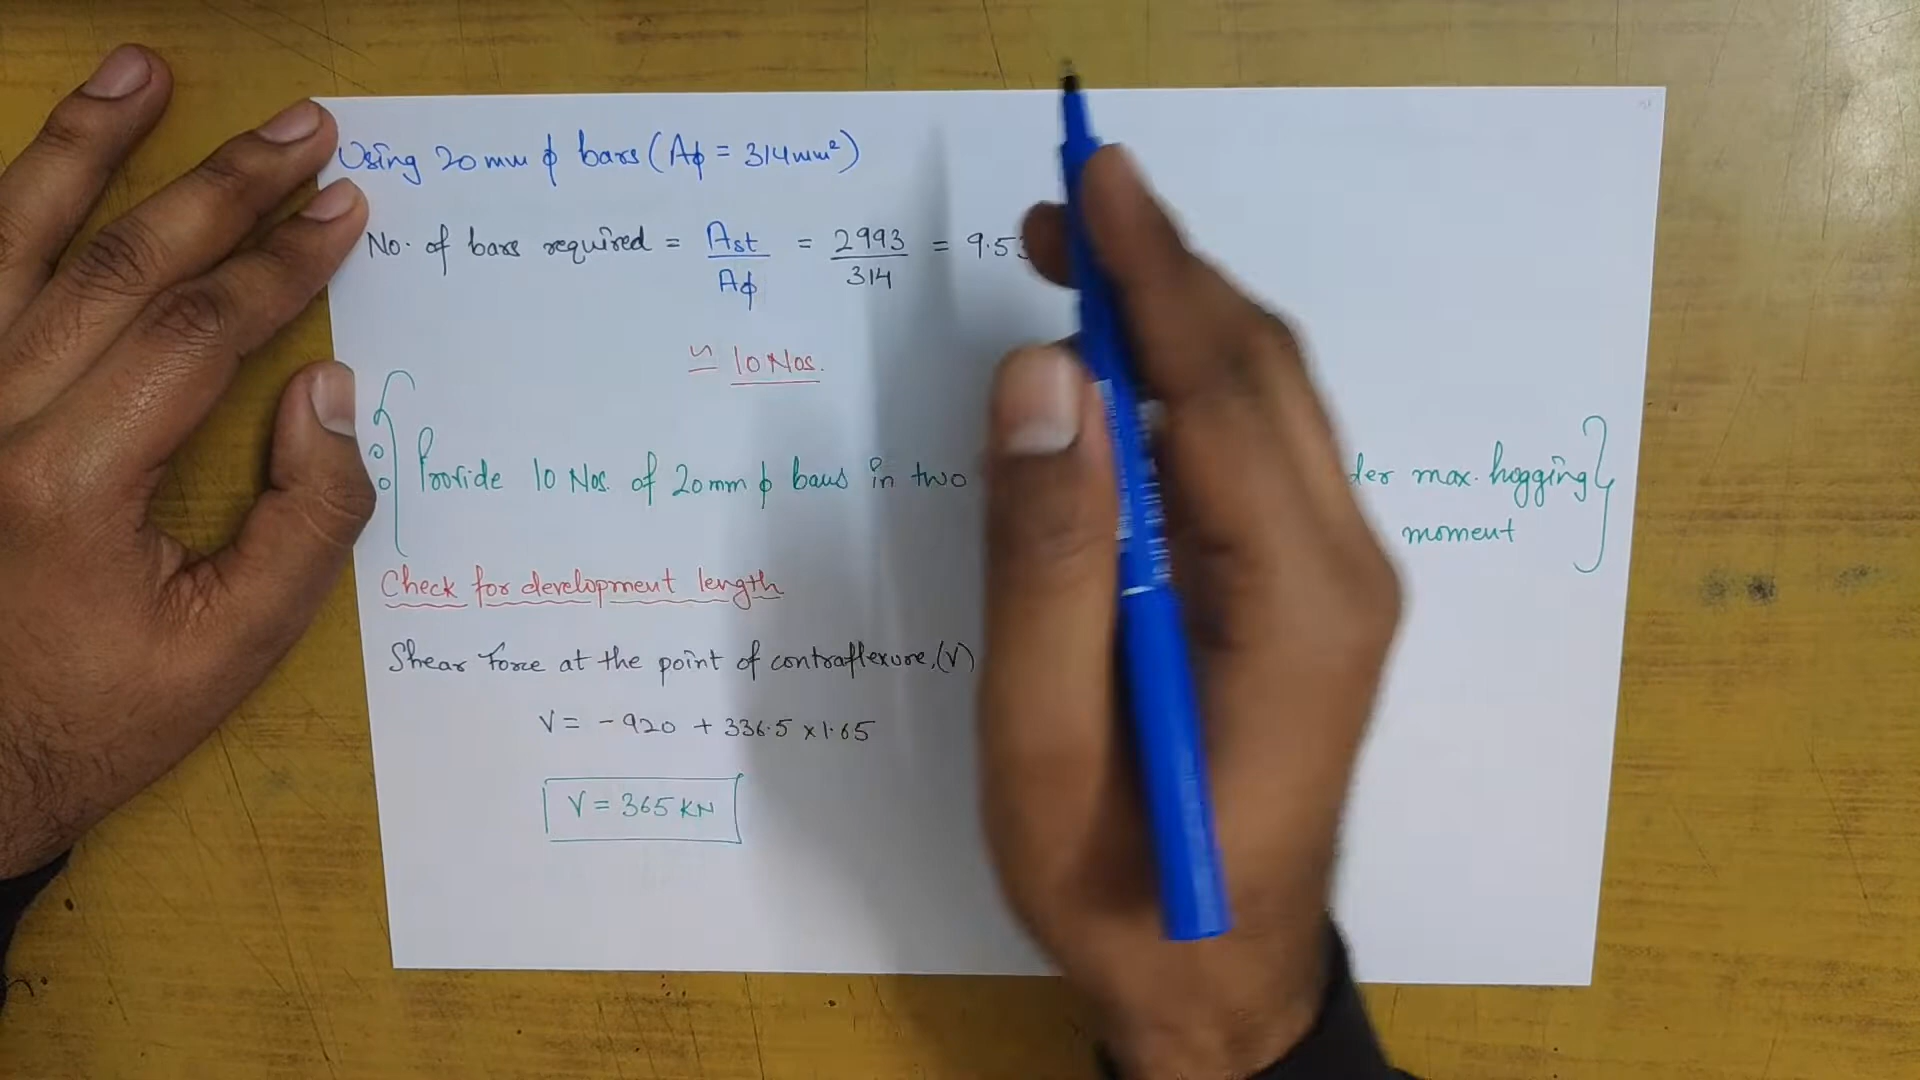 Using 20 mm ϕ bars (Aϕ = 314 mm²)
No. of bars required = Ast / Aϕ = 2993 / 314 = 9.53
≃ 10 Nos.
Provide 10 Nos. of 20 mm ϕ bars in two max. hogging
moment
Check for development length
Shear force at the point of contraflexure, (V)
V = - 920 + 336.5 × 1.65
V = 365 KN